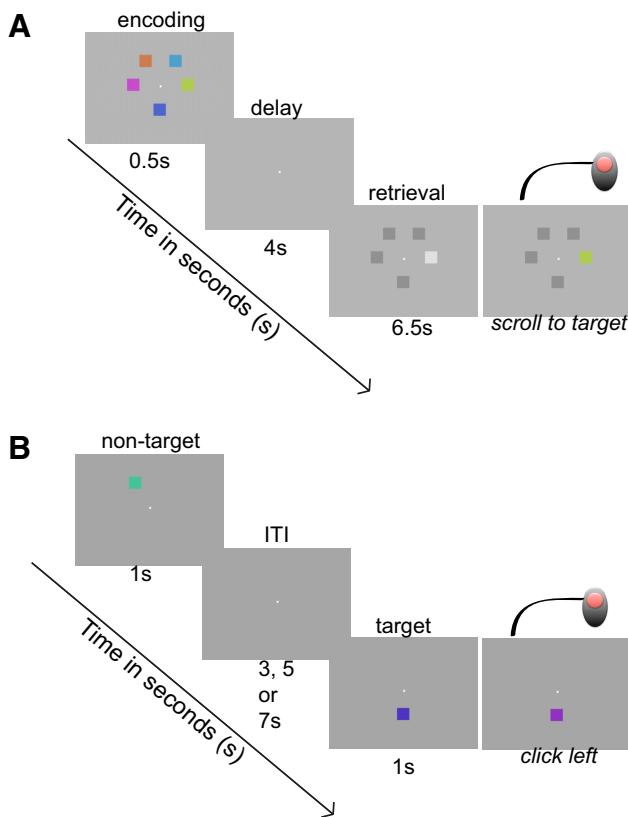 A
encoding
0.5s
delay
4s
retrieval
6.5s
scroll to target
Time in seconds (s)
B
non-target
1s
ITI
3, 5
or
7s
target
1s
click left
Time in seconds (s)